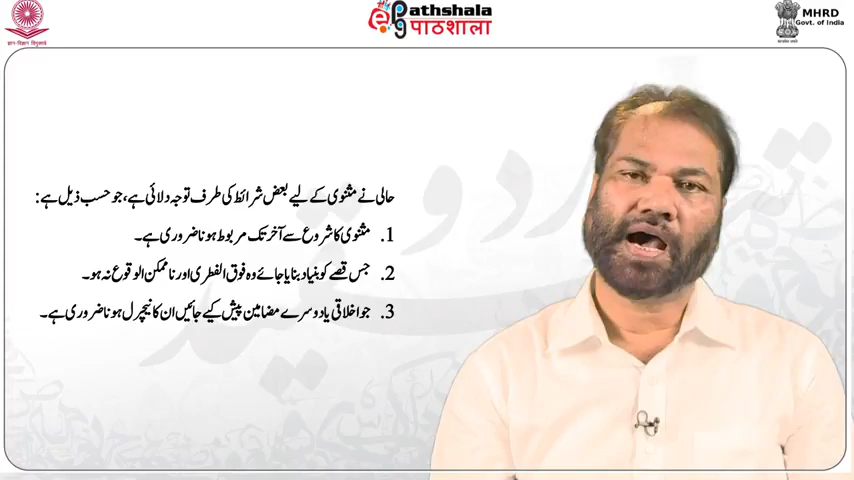 Pathshala
पाठशाला
MHRD
Govt. of India
حالی نے مثنوی کے لیے بعض شرائط کی طرف توجہ دلائی ہے، جو حسب ذیل ہے:
1. مثنوی کا شروع سے آخر تک مربوط ہونا ضروری ہے۔
2. جس قصے کو بنیاد بنایا جائے وہ فوق الفطری اور ناممکن الوقوع نہ ہو۔
3. جو اخلاقی یا دوسرے مضامین پیش کیے جائیں ان کا نیچرل ہونا ضروری ہے۔